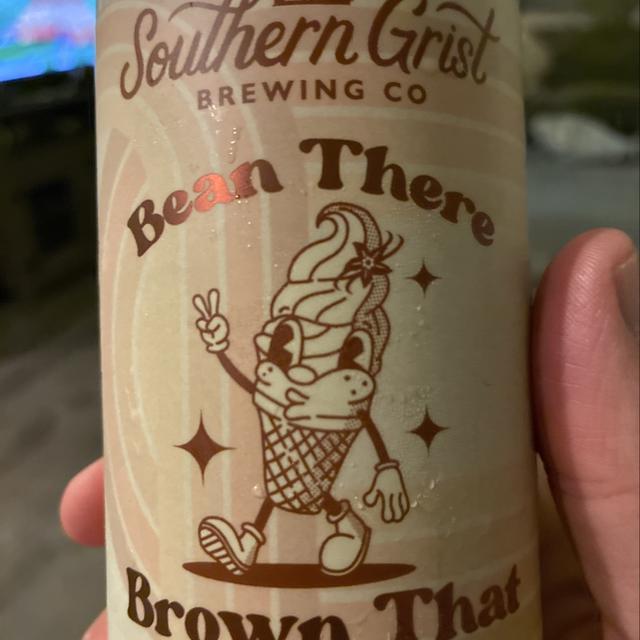 Southern Grist
BREWING CO
Bean There
Brown That